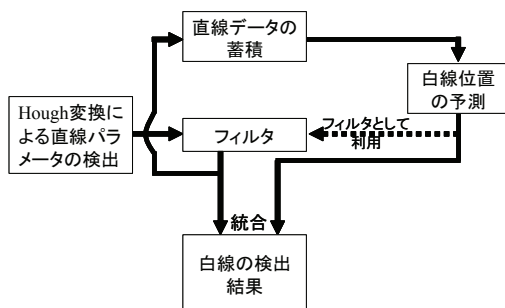 直線データの
蓄積
白線位置
の予測
Hough変換に
よる直線パラ
メータの検出
フィルタ
フィルタとして
利用
統合
白線の検出
結果